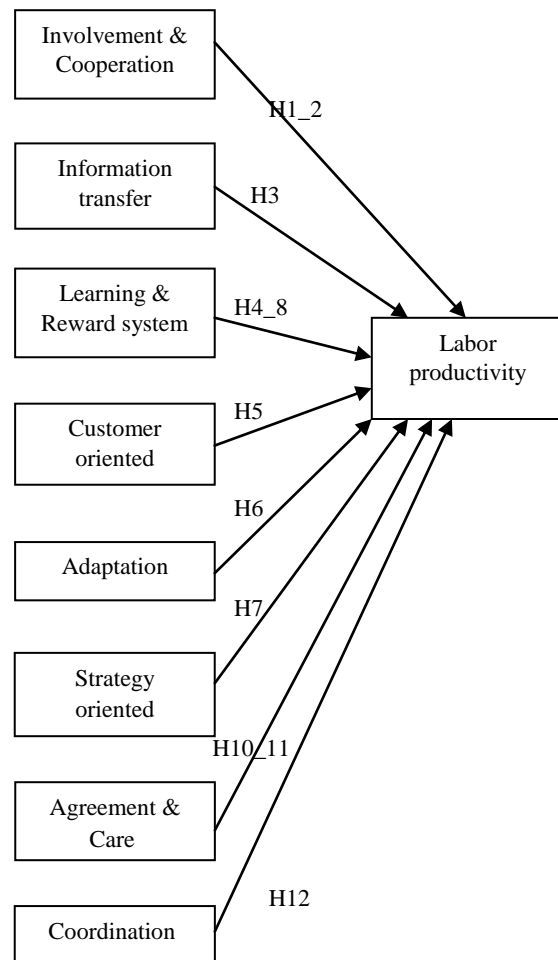 Involvement &
Cooperation
H1_2
Information
transfer
H3
Learning &
Reward system
H4_8
Labor
productivity
Customer
oriented
H5
H6
Adaptation
H7
Strategy
oriented
H10_11
Agreement &
Care
H12
Coordination